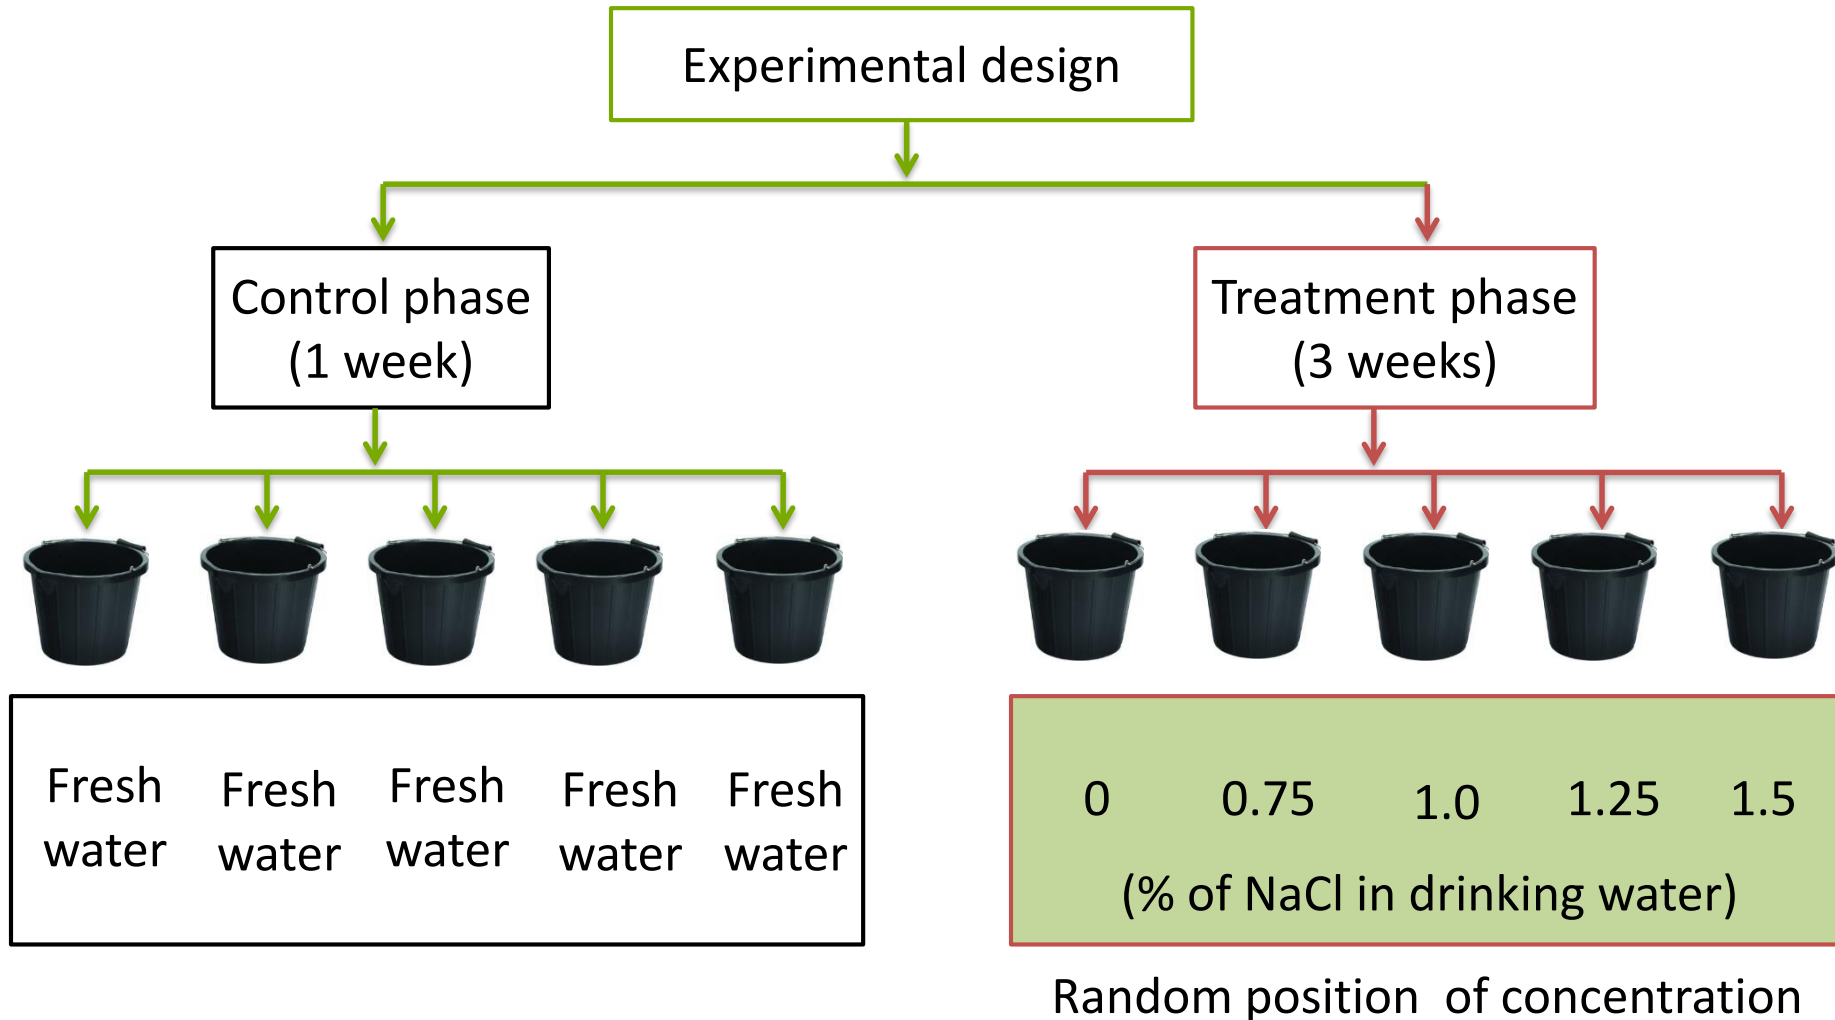 Experimental design
Control phase
(1 week)
Treatment phase
(3 weeks)
Fresh water
Fresh water
Fresh water
Fresh water
Fresh water
0 0.75 1.0 1.25 1.5
(% of NaCl in drinking water)
Random position of concentration